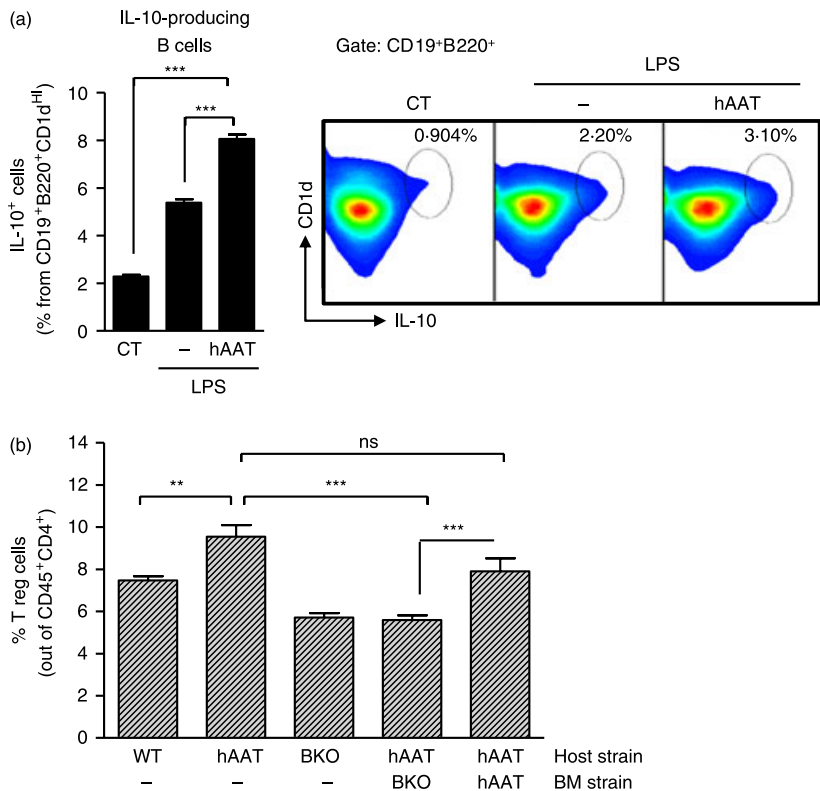 (a)
IL-10-producing
B cells
***
***
10
8
6
4
2
0
IL-10⁺ cells
(% from CD19⁺B220⁺CD1dᴴᴵ)
CT
–
hAAT
LPS
Gate: CD19⁺B220⁺
LPS
CT
–
hAAT
0·904%
2·20%
3·10%
CD1d
IL-10
(b)
ns
**
***
***
14
12
10
8
6
4
2
0
% T reg cells
(out of CD45⁺CD4⁺)
WT hAAT BKO hAAT hAAT Host strain
– – – BKO hAAT BM strain